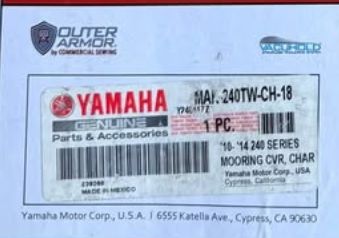 OUTER
ARMOR.
by COMMERCIAL SEWING
VACUHOLD
YAMAHA
MAR-240TW-CH-18
GENUINE
Parts & Accessories
1 PC.
'10- '14 240 SERIES
MOORING CVR, CHAR
Yamaha Motor Corp., USA
Cypress, California
MADE IN MEXICO
Yamaha Motor Corp., U.S.A. | 6555 Katella Ave., Cypress, CA 90630